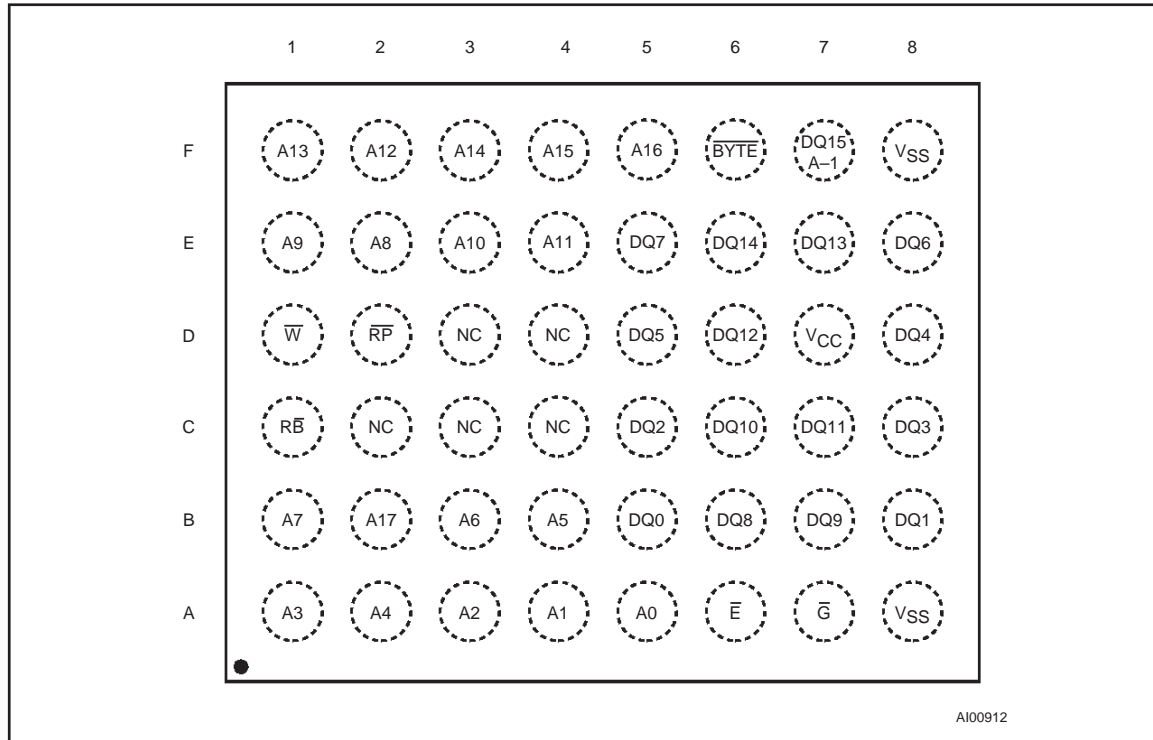 1 2 3 4 5 6 7 8
F A13 A12 A14 A15 A16 B̅Y̅T̅E̅ DQ15 A–1 VSS
E A9 A8 A10 A11 DQ7 DQ14 DQ13 DQ6
D W̅ R̅P̅ NC NC DQ5 DQ12 VCC DQ4
C RB̅ NC NC NC DQ2 DQ10 DQ11 DQ3
B A7 A17 A6 A5 DQ0 DQ8 DQ9 DQ1
A A3 A4 A2 A1 A0 E̅ G̅ VSS
AI00912